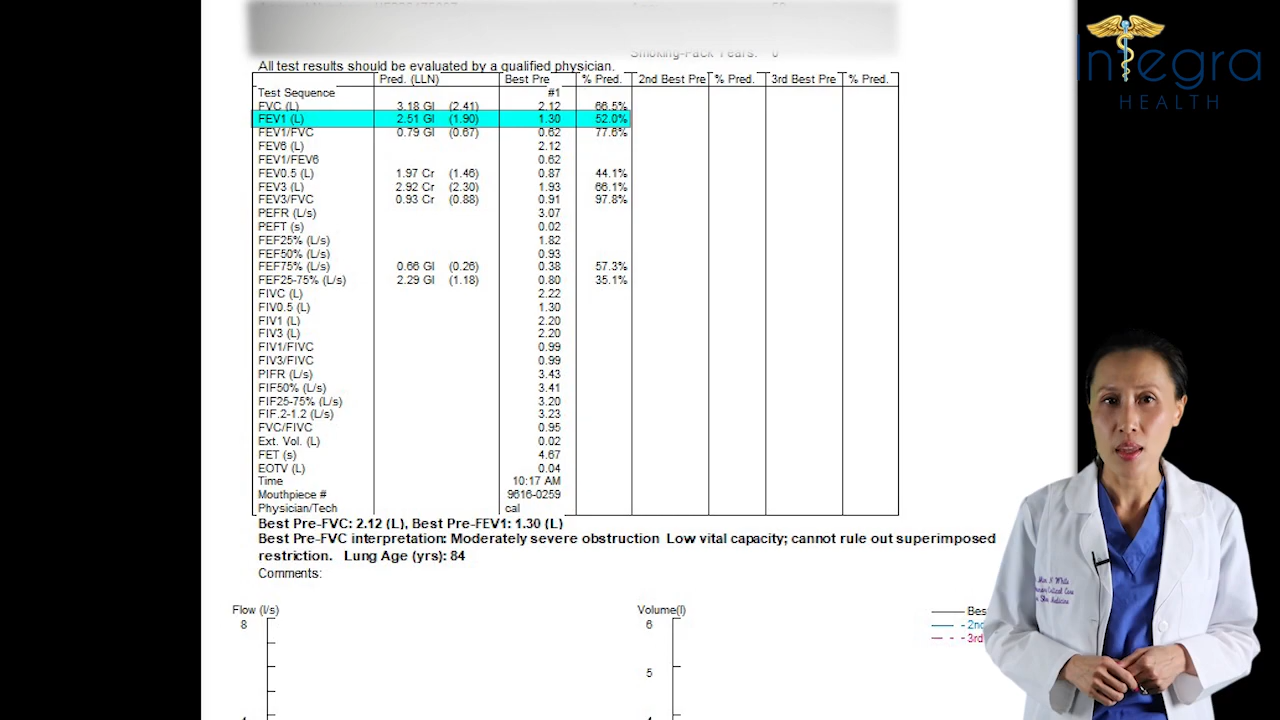 Smoking-Pack Years: 0
All test results should be evaluated by a qualified physician.
Pred. (LLN) Best Pre % Pred. 2nd Best Pre % Pred. 3rd Best Pre % Pred.
Test Sequence #1
FVC (L) 3.18 Gl (2.41) 2.12 66.5%
FEV1 (L) 2.51 Gl (1.90) 1.30 52.0%
FEV1/FVC 0.79 Gl (0.67) 0.62 77.6%
FEV6 (L) 2.12
FEV1/FEV6 0.62
FEV0.5 (L) 1.97 Cr (1.46) 0.87 44.1%
FEV3 (L) 2.92 Cr (2.30) 1.93 66.1%
FEV3/FVC 0.93 Cr (0.88) 0.91 97.8%
PEFR (L/s) 3.07
PEFT (s) 0.02
FEF25% (L/s) 1.82
FEF50% (L/s) 0.93
FEF75% (L/s) 0.66 Gl (0.26) 0.38 57.3%
FEF25-75% (L/s) 2.29 Gl (1.18) 0.80 35.1%
FIVC (L) 2.22
FIV0.5 (L) 1.30
FIV1 (L) 2.20
FIV3 (L) 2.20
FIV1/FIVC 0.99
FIV3/FIVC 0.99
PIFR (L/s) 3.43
FIF50% (L/s) 3.41
FIF25-75% (L/s) 3.20
FIF.2-1.2 (L/s) 3.23
FVC/FIVC 0.95
Ext. Vol. (L) 0.02
FET (s) 4.67
EOTV (L) 0.04
Time 10:17 AM
Mouthpiece # 9616-0259
Physician/Tech cal
Best Pre-FVC: 2.12 (L), Best Pre-FEV1: 1.30 (L)
Best Pre-FVC interpretation: Moderately severe obstruction Low vital capacity; cannot rule out superimposed
restriction. Lung Age (yrs): 84
Comments:
Flow (l/s)
8
Volume(l)
6
5
Bes
2nd
3rd
Integra
HEALTH
White
Critical Care
Medicine